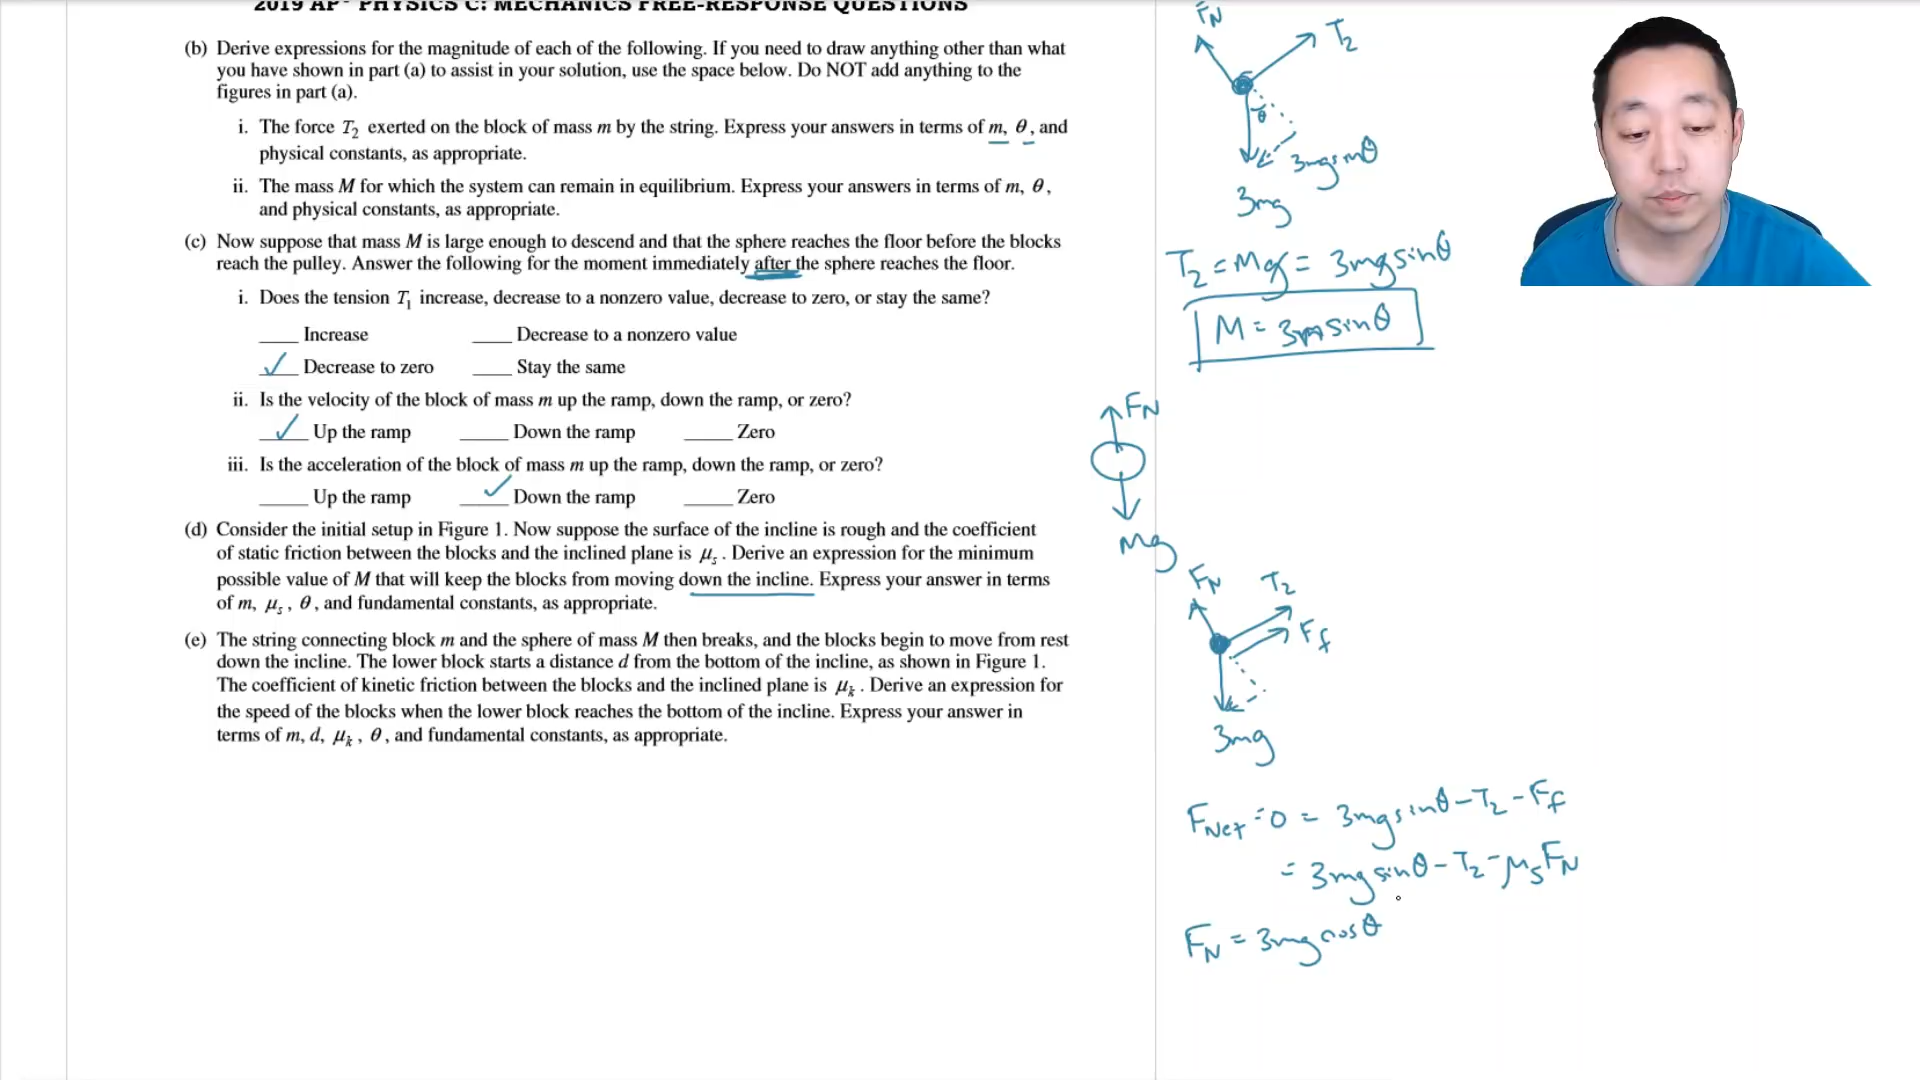 2019 AP® PHYSICS C: MECHANICS FREE-RESPONSE QUESTIONS
(b) Derive expressions for the magnitude of each of the following. If you need to draw anything other than what
you have shown in part (a) to assist in your solution, use the space below. Do NOT add anything to the
figures in part (a).
i. The force T₂ exerted on the block of mass m by the string. Express your answers in terms of m, θ, and
physical constants, as appropriate.
ii. The mass M for which the system can remain in equilibrium. Express your answers in terms of m, θ,
and physical constants, as appropriate.
(c) Now suppose that mass M is large enough to descend and that the sphere reaches the floor before the blocks
reach the pulley. Answer the following for the moment immediately after the sphere reaches the floor.
i. Does the tension T₁ increase, decrease to a nonzero value, decrease to zero, or stay the same?
____ Increase ____ Decrease to a nonzero value
✓ Decrease to zero ____ Stay the same
ii. Is the velocity of the block of mass m up the ramp, down the ramp, or zero?
✓ Up the ramp _____ Down the ramp _____ Zero
iii. Is the acceleration of the block of mass m up the ramp, down the ramp, or zero?
_____ Up the ramp ✓ Down the ramp _____ Zero
(d) Consider the initial setup in Figure 1. Now suppose the surface of the incline is rough and the coefficient
of static friction between the blocks and the inclined plane is μₛ. Derive an expression for the minimum
possible value of M that will keep the blocks from moving down the incline. Express your answer in terms
of m, μₛ, θ, and fundamental constants, as appropriate.
(e) The string connecting block m and the sphere of mass M then breaks, and the blocks begin to move from rest
down the incline. The lower block starts a distance d from the bottom of the incline, as shown in Figure 1.
The coefficient of kinetic friction between the blocks and the inclined plane is μₖ. Derive an expression for
the speed of the blocks when the lower block reaches the bottom of the incline. Express your answer in
terms of m, d, μₖ, θ, and fundamental constants, as appropriate.
F_N
T₂
θ
3mg sinθ
3mg
T₂ = Mg = 3mg sinθ
M = 3m sinθ
F_N
Mg
F_N
T₂
F_f
3mg
F_Net = 0 = 3mg sinθ - T₂ - F_f
= 3mg sinθ - T₂ - μₛF_N
F_N = 3mg cosθ